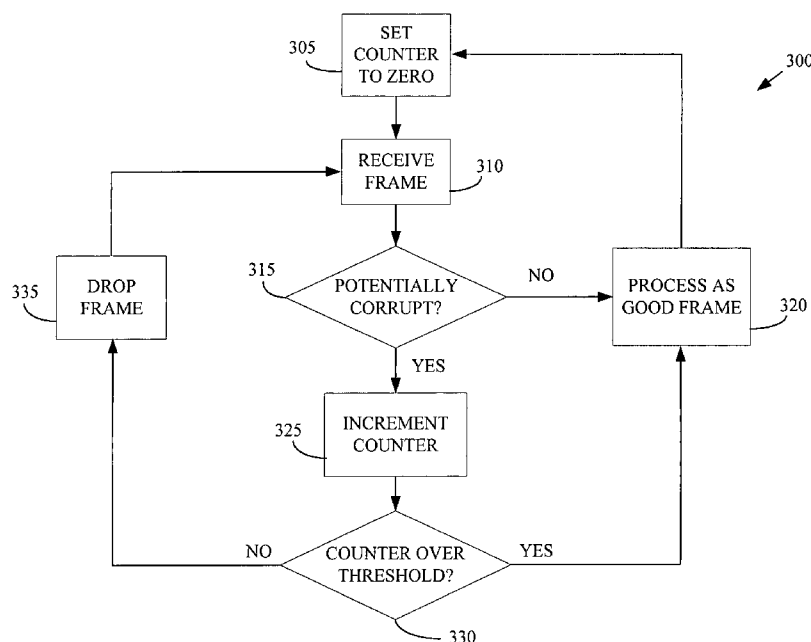 SET
COUNTER
TO ZERO
305
300
RECEIVE
FRAME
310
POTENTIALLY
CORRUPT?
315
NO
YES
DROP
FRAME
335
PROCESS AS
GOOD FRAME
320
INCREMENT
COUNTER
325
COUNTER OVER
THRESHOLD?
NO
YES
330